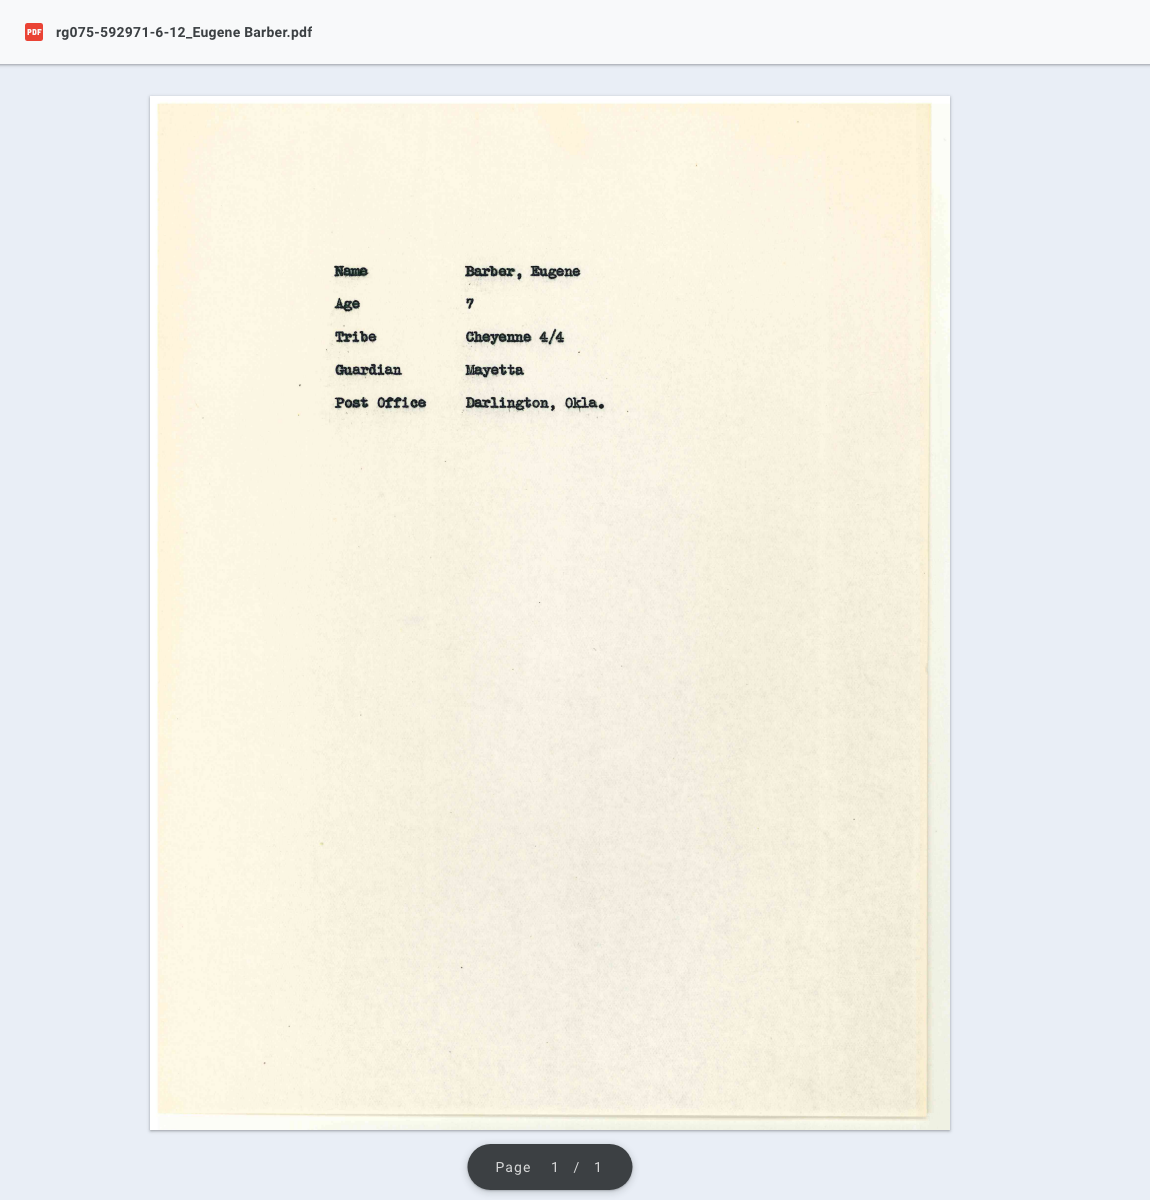 PDF rg075-592971-6-12_Eugene Barber.pdf
Name Barber, Eugene
Age 7
Tribe Cheyenne 4/4
Guardian Mayetta
Post Office Darlington, Okla.
Page 1 / 1